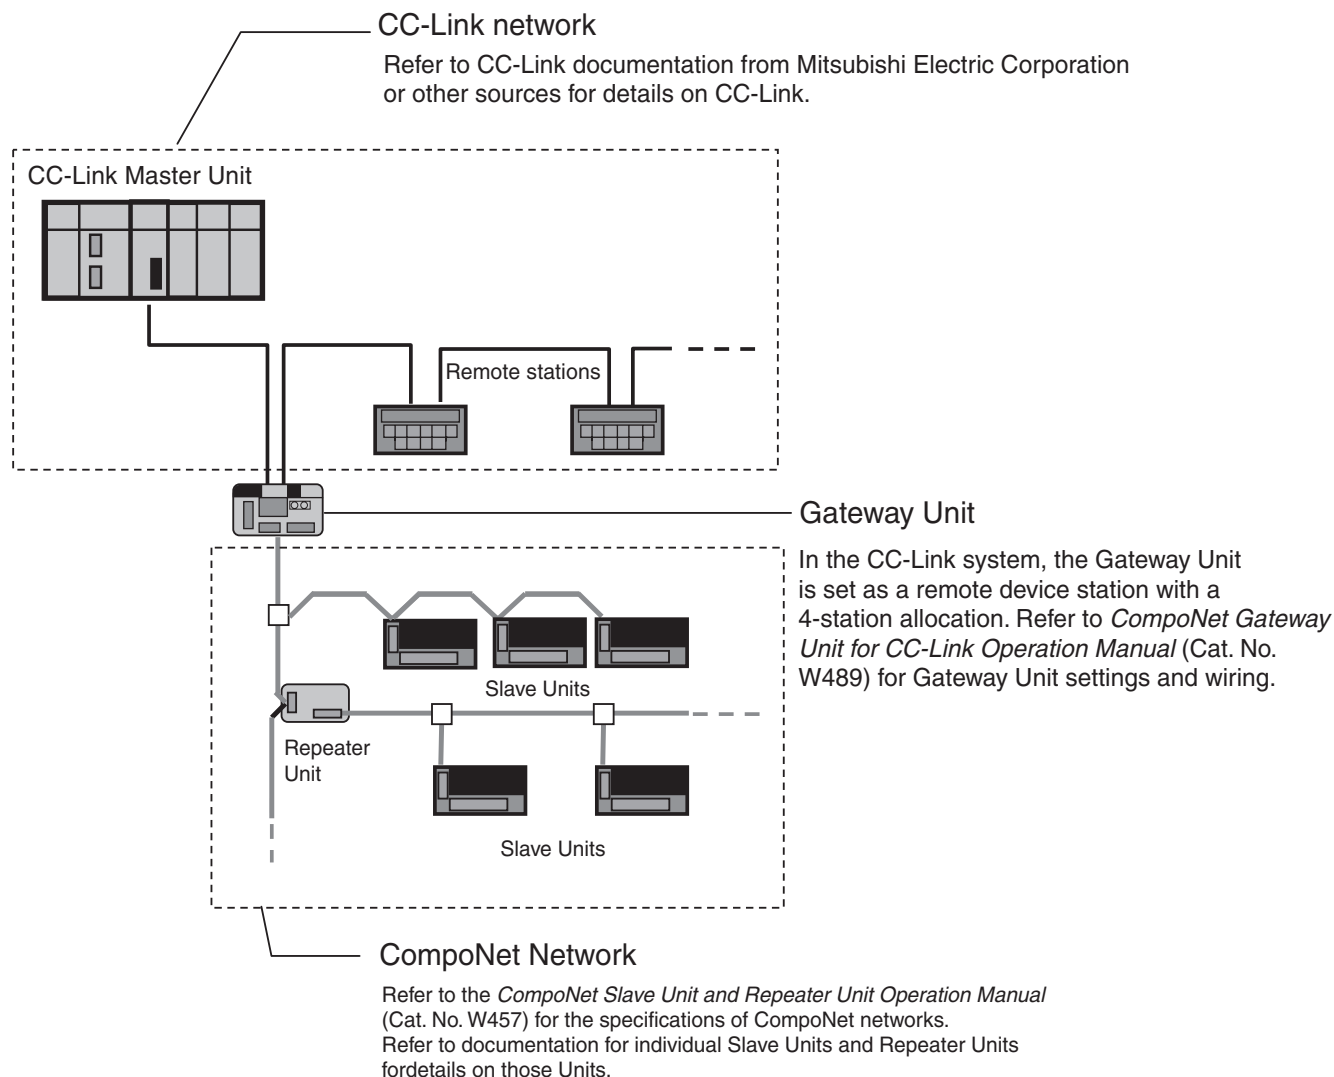 CC-Link network
Refer to CC-Link documentation from Mitsubishi Electric Corporation
or other sources for details on CC-Link.
CC-Link Master Unit
Remote stations
Gateway Unit
In the CC-Link system, the Gateway Unit
is set as a remote device station with a
4-station allocation. Refer to CompoNet Gateway
Unit for CC-Link Operation Manual (Cat. No.
W489) for Gateway Unit settings and wiring.
Slave Units
Repeater
Unit
Slave Units
CompoNet Network
Refer to the CompoNet Slave Unit and Repeater Unit Operation Manual
(Cat. No. W457) for the specifications of CompoNet networks.
Refer to documentation for individual Slave Units and Repeater Units
fordetails on those Units.